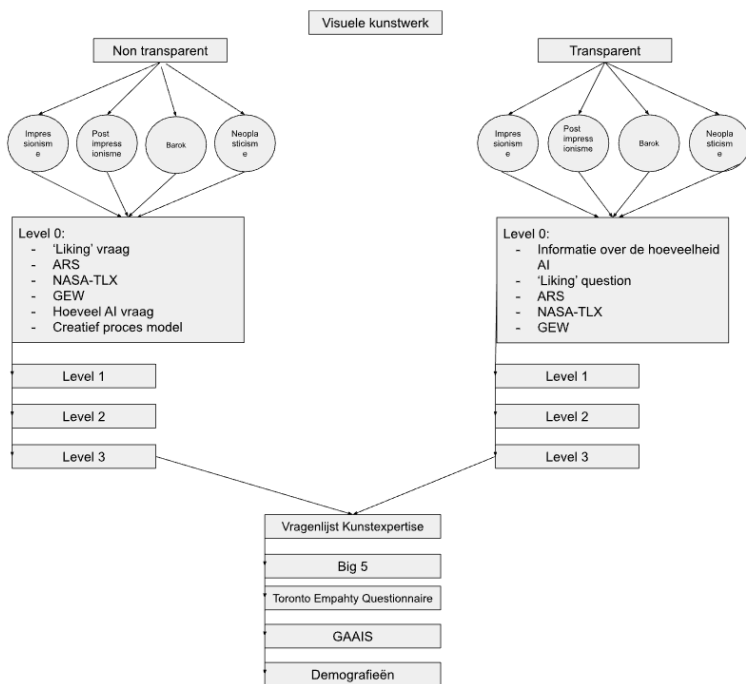 Visuele kunstwerk
Non transparent
Transparent
Impres
sionism
e
Post
impress
ionisme
Barok
Neopla
sticism
e
Impres
sionism
e
Post
impress
ionisme
Barok
Neopla
sticism
e
Level 0:
- ‘Liking’ vraag
- ARS
- NASA-TLX
- GEW
- Hoeveel AI vraag
- Creatief proces model
Level 0:
- Informatie over de hoeveelheid
AI
- ‘Liking’ question
- ARS
- NASA-TLX
- GEW
Level 1
Level 2
Level 3
Level 1
Level 2
Level 3
Vragenlijst Kunstexpertise
Big 5
Toronto Empahty Questionnaire
GAAIS
Demografieën